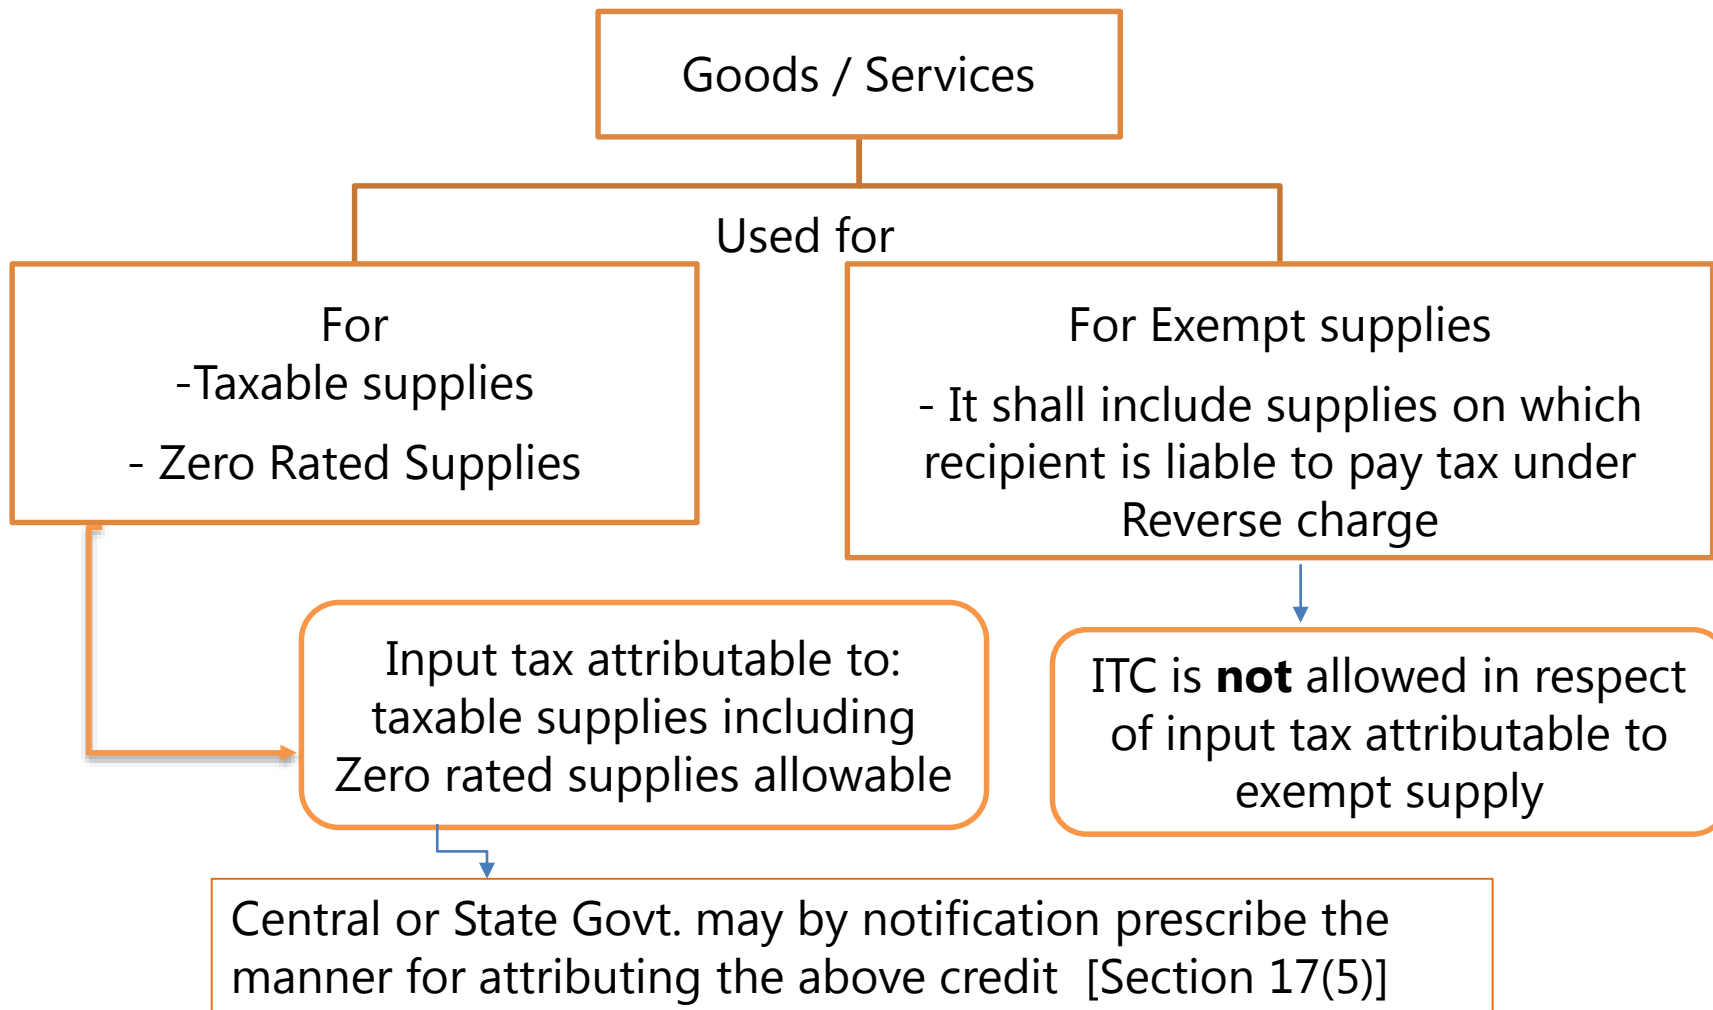 Goods / Services
Used for
For
-Taxable supplies
- Zero Rated Supplies
For Exempt supplies
- It shall include supplies on which
recipient is liable to pay tax under
Reverse charge
Input tax attributable to:
taxable supplies including
Zero rated supplies allowable
ITC is not allowed in respect
of input tax attributable to
exempt supply
Central or State Govt. may by notification prescribe the
manner for attributing the above credit [Section 17(5)]